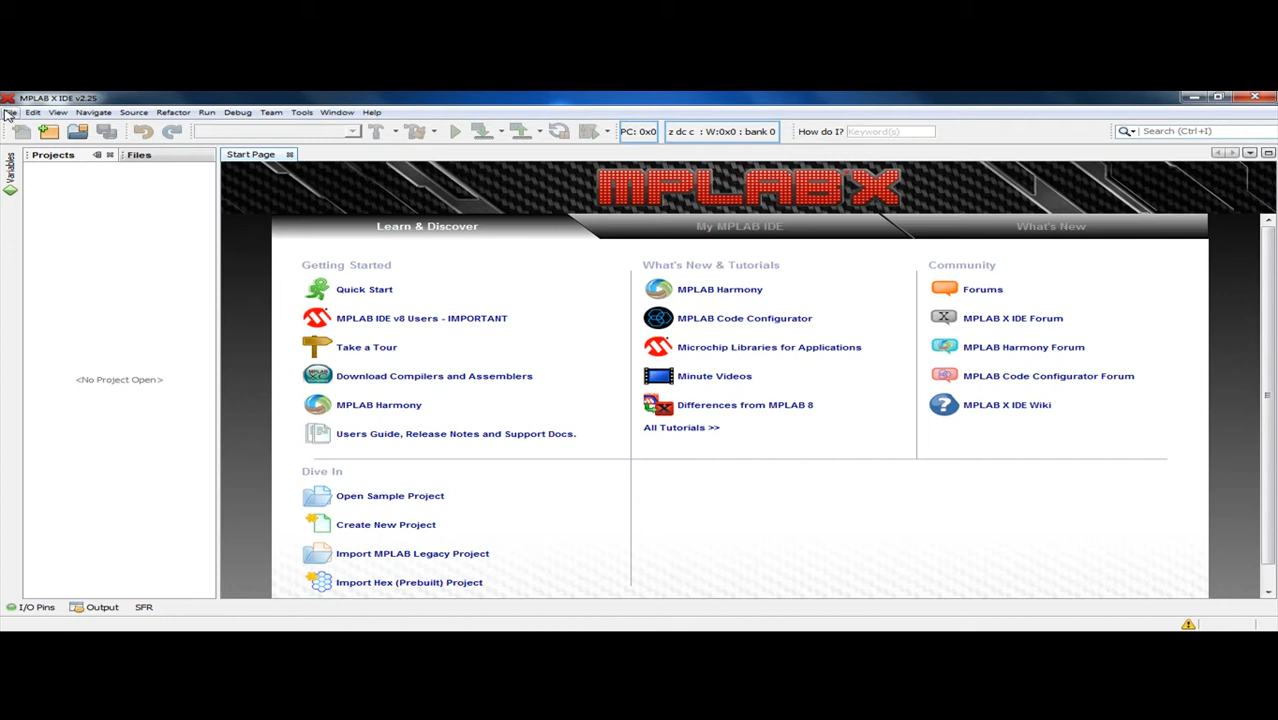 MPLAB X IDE v2.25
Edit View Navigate Source Refactor Run Debug Team Tools Window Help
PC: 0x0 z dc c : W:0x0 : bank 0 How do I? Keyword(s) Search (Ctrl+I)
Variables
Projects Files Start Page
MPLAB X
Learn & Discover My MPLAB IDE What's New
Getting Started
Quick Start
MPLAB IDE v8 Users - IMPORTANT
Take a Tour
Download Compilers and Assemblers
MPLAB Harmony
Users Guide, Release Notes and Support Docs.
What's New & Tutorials
MPLAB Harmony
MPLAB Code Configurator
Microchip Libraries for Applications
Minute Videos
Differences from MPLAB 8
All Tutorials >>
Community
Forums
MPLAB X IDE Forum
MPLAB Harmony Forum
MPLAB Code Configurator Forum
MPLAB X IDE Wiki
<No Project Open>
Dive In
Open Sample Project
Create New Project
Import MPLAB Legacy Project
Import Hex (Prebuilt) Project
I/O Pins Output SFR